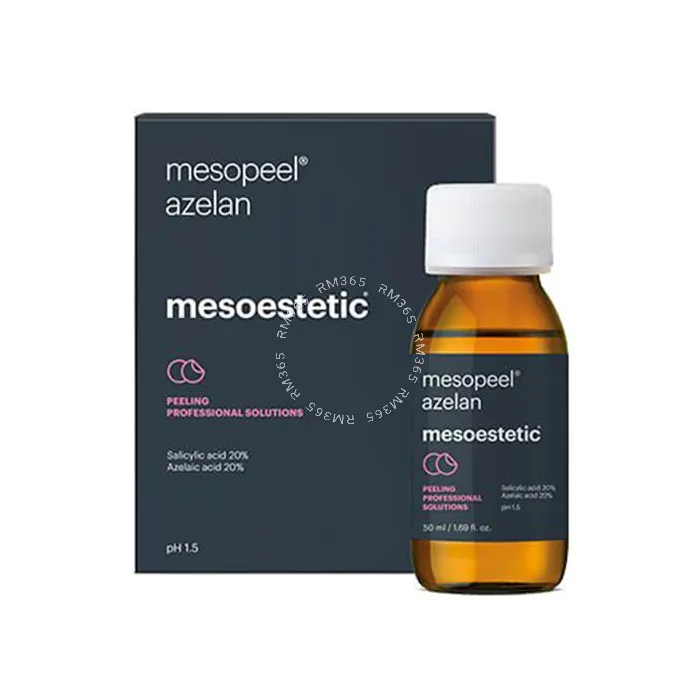 mesopeel®
azelan
mesoestetic®
PEELING
PROFESSIONAL SOLUTIONS
Salicylic acid 20%
Azelaic acid 20%
pH 1.5
RM365 RM365 RM365 RM365 RM365 RM365
mesopeel®
azelan
mesoestetic®
PEELING
PROFESSIONAL
SOLUTIONS
Salicylic acid 20%
Azelaic acid 20%
pH 1.5
50 ml / 1.69 fl. oz.